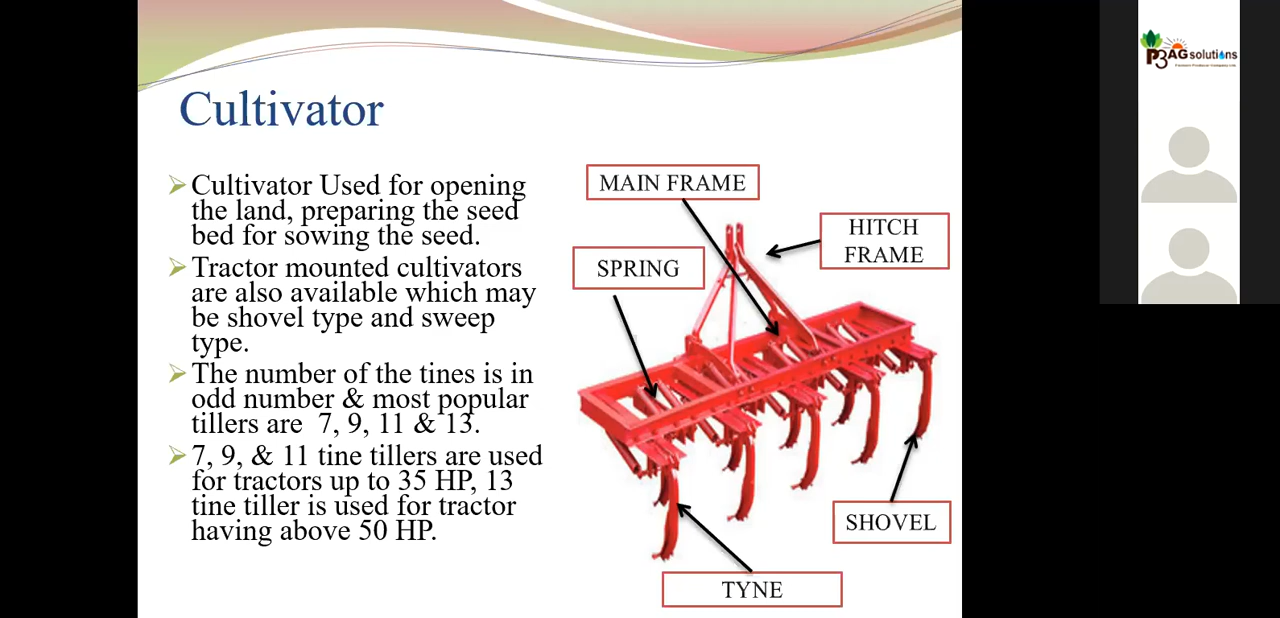 Cultivator
Cultivator Used for opening
the land, preparing the seed
bed for sowing the seed.
Tractor mounted cultivators
are also available which may
be shovel type and sweep
type.
The number of the tines is in
odd number & most popular
tillers are 7, 9, 11 & 13.
7, 9, & 11 tine tillers are used
for tractors up to 35 HP, 13
tine tiller is used for tractor
having above 50 HP.
MAIN FRAME
HITCH
FRAME
SPRING
SHOVEL
TYNE
P3AGsolutions